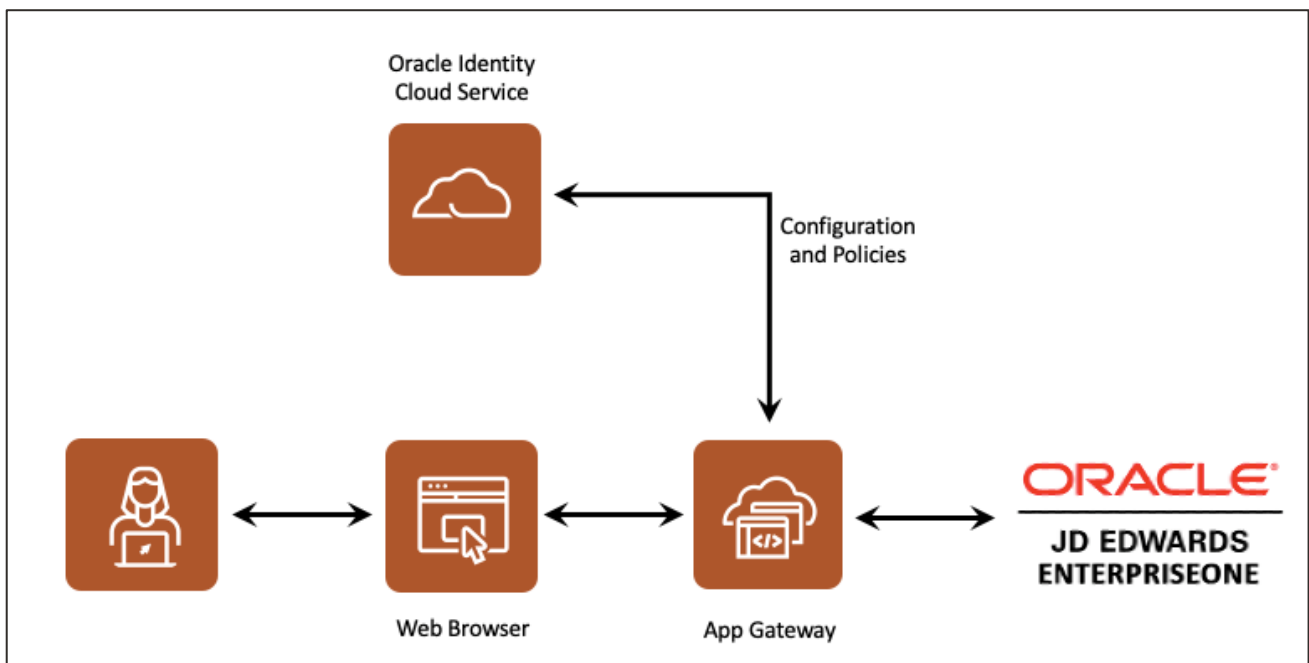 Oracle Identity
Cloud Service
Configuration
and Policies
</>
ORACLE®
JD EDWARDS
ENTERPRISEONE
Web Browser
App Gateway